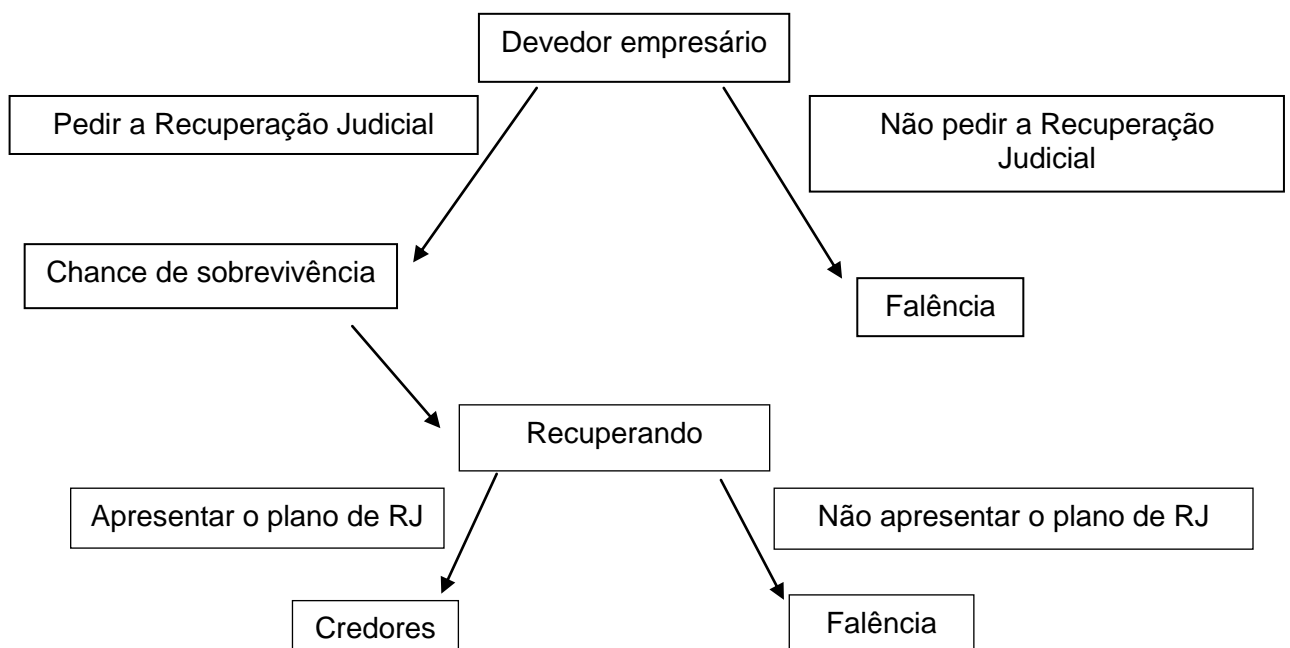 Devedor empresário
Pedir a Recuperação Judicial
Não pedir a Recuperação
Judicial
Chance de sobrevivência
Falência
Recuperando
Apresentar o plano de RJ
Não apresentar o plano de RJ
Credores
Falência